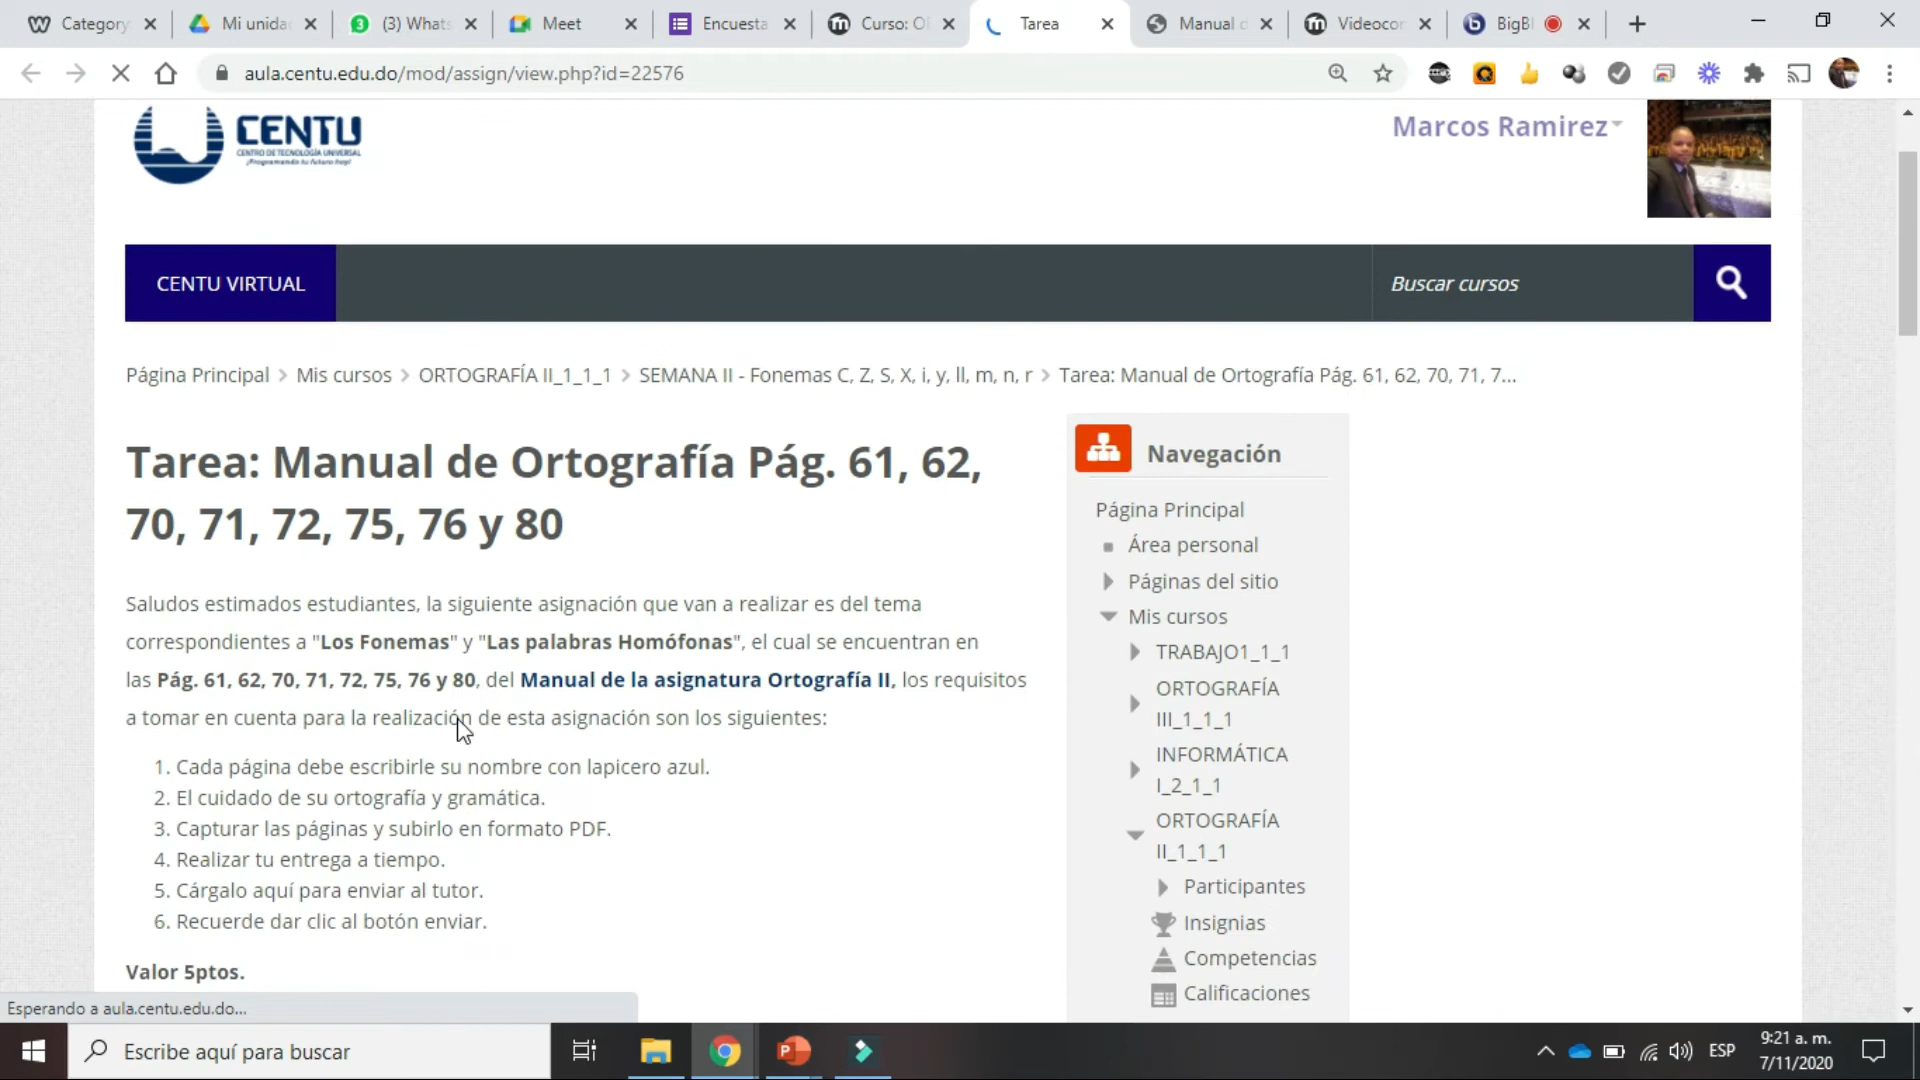 Category
Mi unida
(3) Whats
Meet
Encuesta
Curso: O
Tarea
Manual d
Videocor
BigBl
aula.centu.edu.do/mod/assign/view.php?id=22576
CENTU
CENTRO DE TECNOLOGÍA UNIVERSAL
¡Programando tu futuro hoy!
Marcos Ramirez
CENTU VIRTUAL
Buscar cursos
Página Principal > Mis cursos > ORTOGRAFÍA II_1_1_1 > SEMANA II - Fonemas C, Z, S, X, i, y, ll, m, n, r > Tarea: Manual de Ortografía Pág. 61, 62, 70, 71, 7...
Tarea: Manual de Ortografía Pág. 61, 62,
70, 71, 72, 75, 76 y 80
Saludos estimados estudiantes, la siguiente asignación que van a realizar es del tema
correspondientes a "Los Fonemas" y "Las palabras Homófonas", el cual se encuentran en
las Pág. 61, 62, 70, 71, 72, 75, 76 y 80, del Manual de la asignatura Ortografía II, los requisitos
a tomar en cuenta para la realización de esta asignación son los siguientes:
1. Cada página debe escribirle su nombre con lapicero azul.
2. El cuidado de su ortografía y gramática.
3. Capturar las páginas y subirlo en formato PDF.
4. Realizar tu entrega a tiempo.
5. Cárgalo aquí para enviar al tutor.
6. Recuerde dar clic al botón enviar.
Valor 5ptos.
Navegación
Página Principal
Área personal
Páginas del sitio
Mis cursos
TRABAJO1_1_1
ORTOGRAFÍA
III_1_1_1
INFORMÁTICA
I_2_1_1
ORTOGRAFÍA
II_1_1_1
Participantes
Insignias
Competencias
Calificaciones
Esperando a aula.centu.edu.do...
Escribe aquí para buscar
ESP
9:21 a. m.
7/11/2020